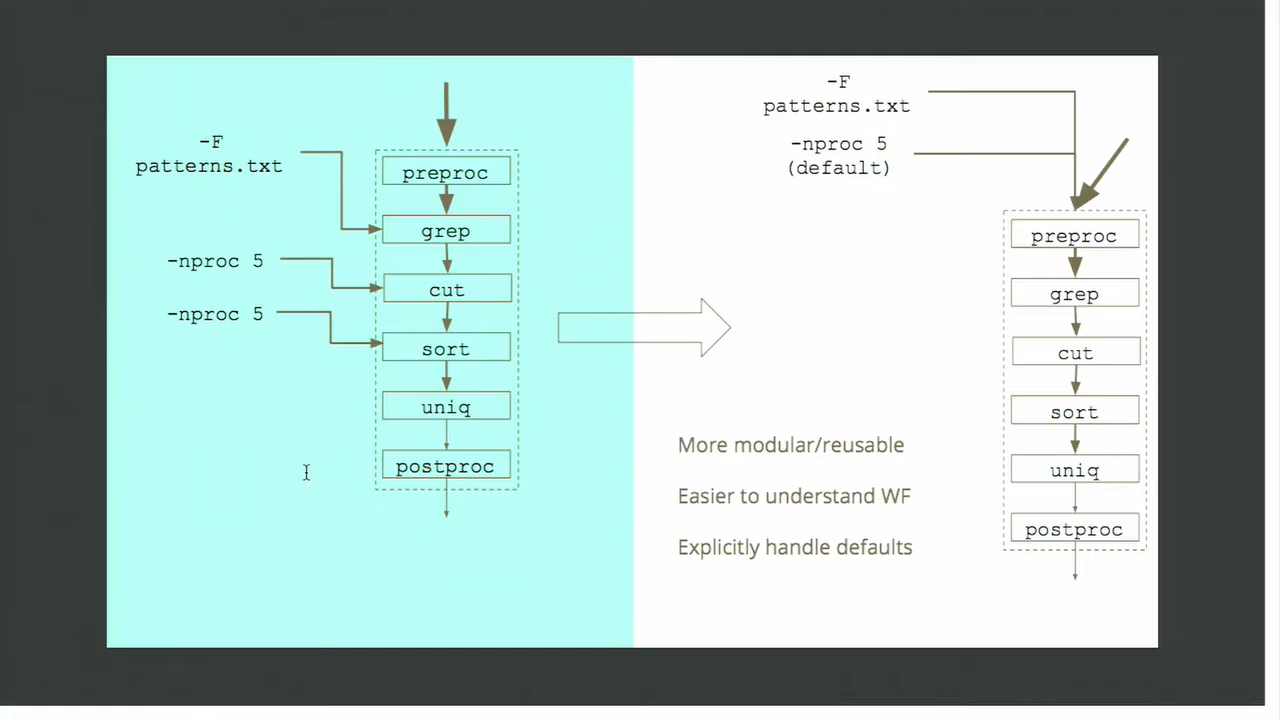 -F
patterns.txt
-nproc 5
-nproc 5
preproc
grep
cut
sort
uniq
postproc
-F
patterns.txt
-nproc 5
(default)
More modular/reusable
Easier to understand WF
Explicitly handle defaults
preproc
grep
cut
sort
uniq
postproc